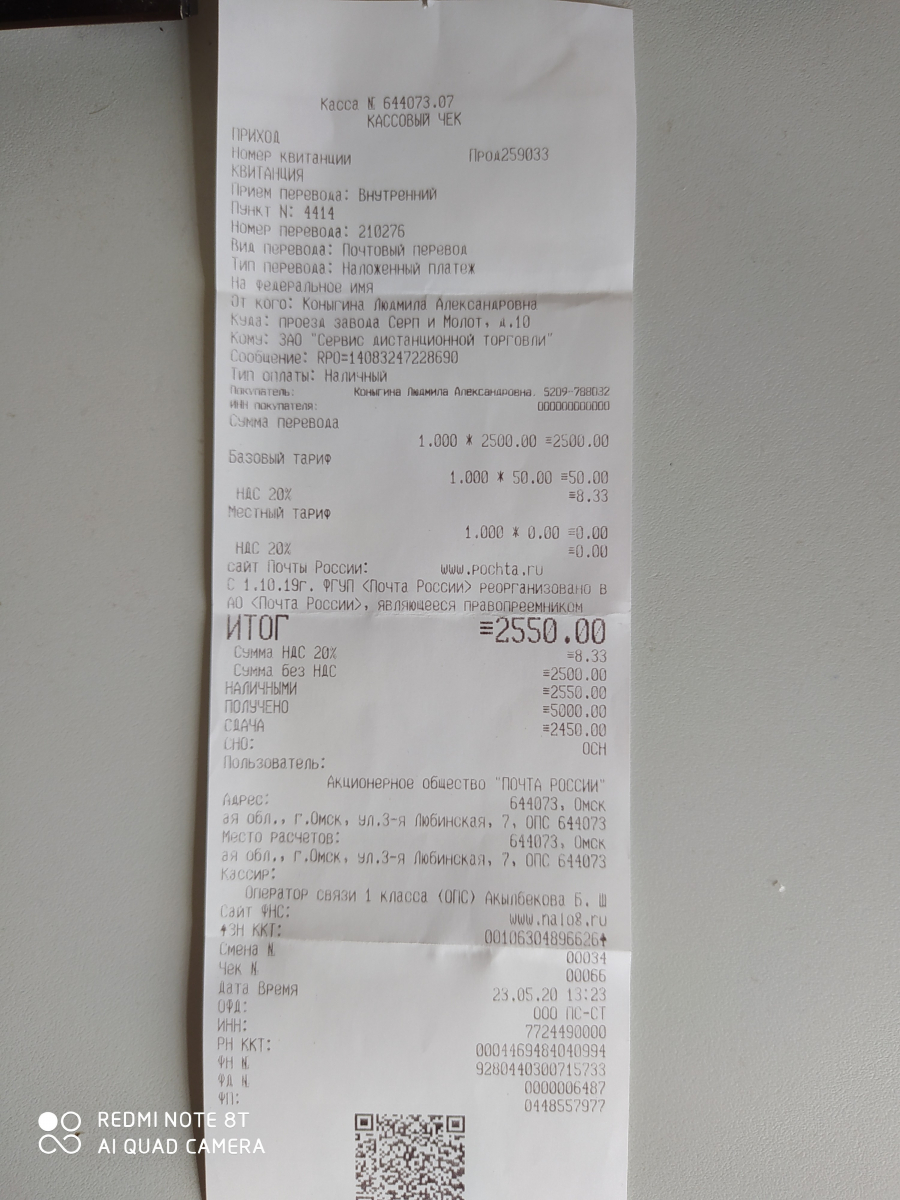 Касса № 644073.07
КАССОВЫЙ ЧЕК
ПРИХОД
Номер квитанции Прод259033
КВИТАНЦИЯ
Прием перевода: Внутренний
Пункт N: 4414
Номер перевода: 210276
Вид перевода: Почтовый перевод
Тип перевода: Наложенный платеж
На федеральное имя
От кого: Коныгина Людмила Александровна
Куда: проезд завода Серп и Молот, д.10
Кому: ЗАО "Сервис дистанционной торговли"
Сообщение: RPO=14083247228690
Тип оплаты: Наличный
Покупатель: Коныгина Людмила Александровна, 5209-788032
ИНН покупателя: 000000000000
Сумма перевода
1.000 * 2500.00 =2500.00
Базовый тариф
1.000 * 50.00 =50.00
НДС 20% =8.33
Местный тариф
1.000 * 0.00 =0.00
НДС 20% =0.00
сайт Почты России: www.pochta.ru
С 1.10.19г. ФГУП <Почта России> реорганизовано в
АО <Почта России>, являющееся правопреемником
ИТОГ =2550.00
Сумма НДС 20% =8.33
Сумма без НДС =2500.00
НАЛИЧНЫМИ =2550.00
ПОЛУЧЕНО =5000.00
СДАЧА =2450.00
СНО: ОСН
Пользователь:
Акционерное общество "ПОЧТА РОССИИ"
Адрес: 644073, Омск
ая обл., г.Омск, ул.3-я Любинская, 7, ОПС 644073
Место расчетов: 644073, Омск
ая обл., г.Омск, ул.3-я Любинская, 7, ОПС 644073
Кассир:
Оператор связи 1 класса (ОПС) Акылбекова Б. Ш
Сайт ФНС: www.nalog.ru
ЗН ККТ: 00106304896626
Смена № 00034
Чек № 00066
Дата Время 23.05.20 13:23
ОФД: ООО ПС-СТ
ИНН: 7724490000
РН ККТ: 0004469484040994
ФН № 9280440300715733
ФД № 0000006487
ФП: 0448557977
REDMI NOTE 8T
AI QUAD CAMERA